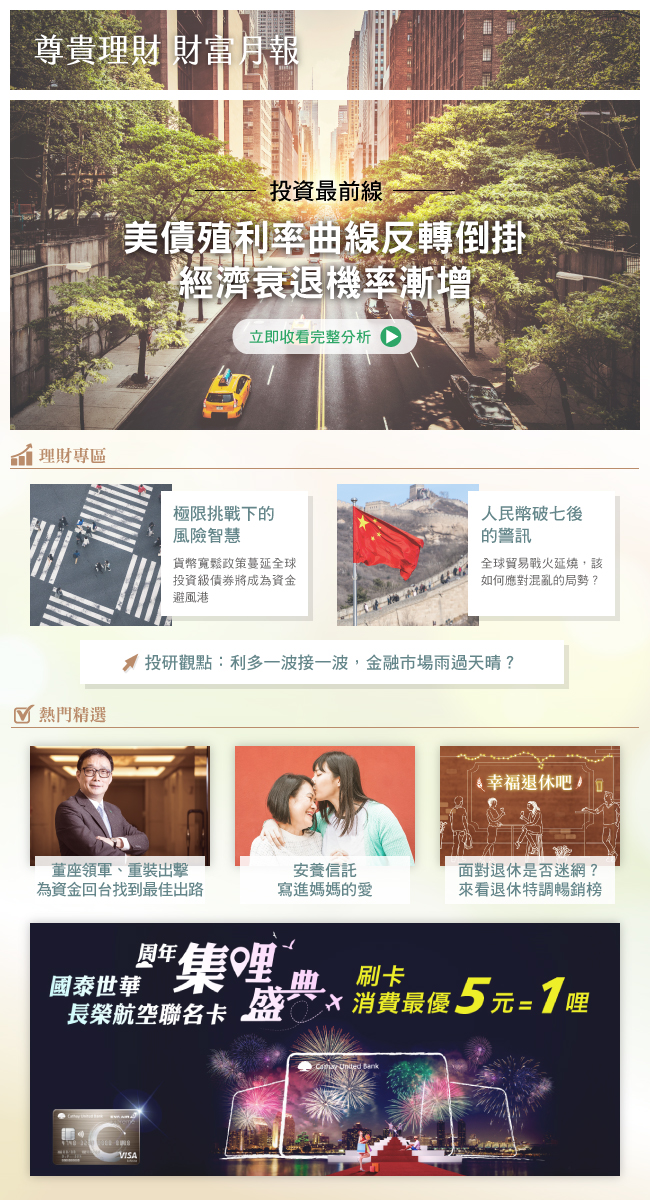 尊貴理財 財富月報
投資最前線
美債殖利率曲線反轉倒掛
經濟衰退機率漸增
立即收看完整分析
理財專區
極限挑戰下的
風險智慧
貨幣寬鬆政策蔓延全球
投資級債券將成為資金
避風港
人民幣破七後
的警訊
全球貿易戰火延燒，該
如何應對混亂的局勢？
投研觀點：利多一波接一波，金融市場雨過天晴？
熱門精選
董座領軍、重裝出擊
為資金回台找到最佳出路
安養信託
寫進媽媽的愛
幸福退休吧
面對退休是否迷網？
來看退休特調暢銷榜
國泰世華
長榮航空聯名卡
周年
集哩
盛典
刷卡
消費最優5元=1哩
Cathay United Bank
Cathay United Bank
VISA